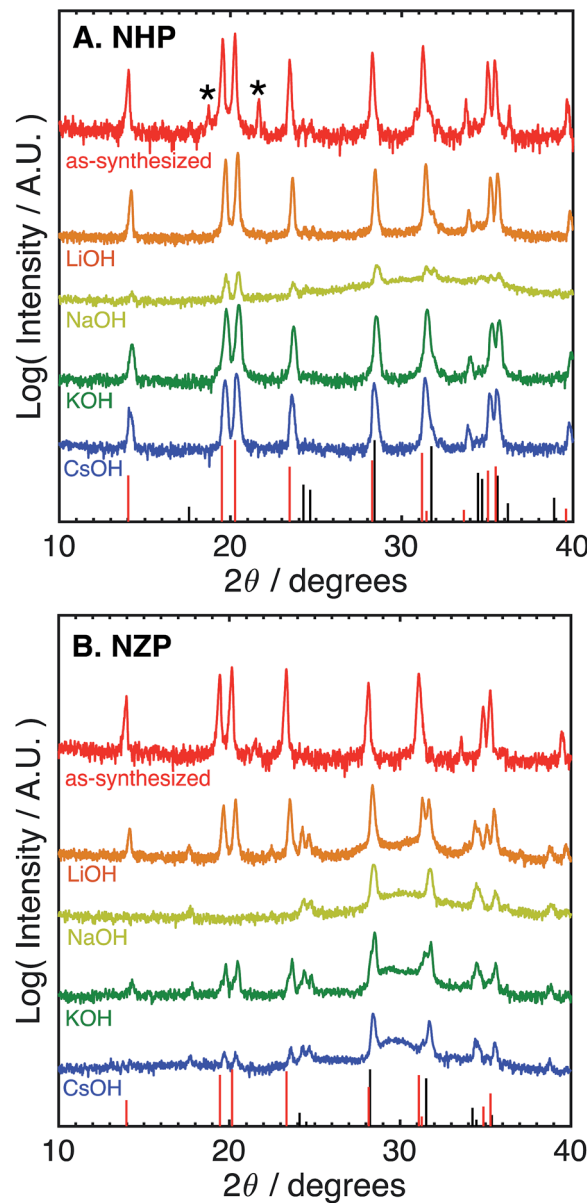 A. NHP
* *
as-synthesized
LiOH
NaOH
KOH
CsOH
Log( Intensity / A.U. )
10 20 30 40
2θ / degrees
B. NZP
as-synthesized
LiOH
NaOH
KOH
CsOH
Log( Intensity / A.U. )
10 20 30 40
2θ / degrees